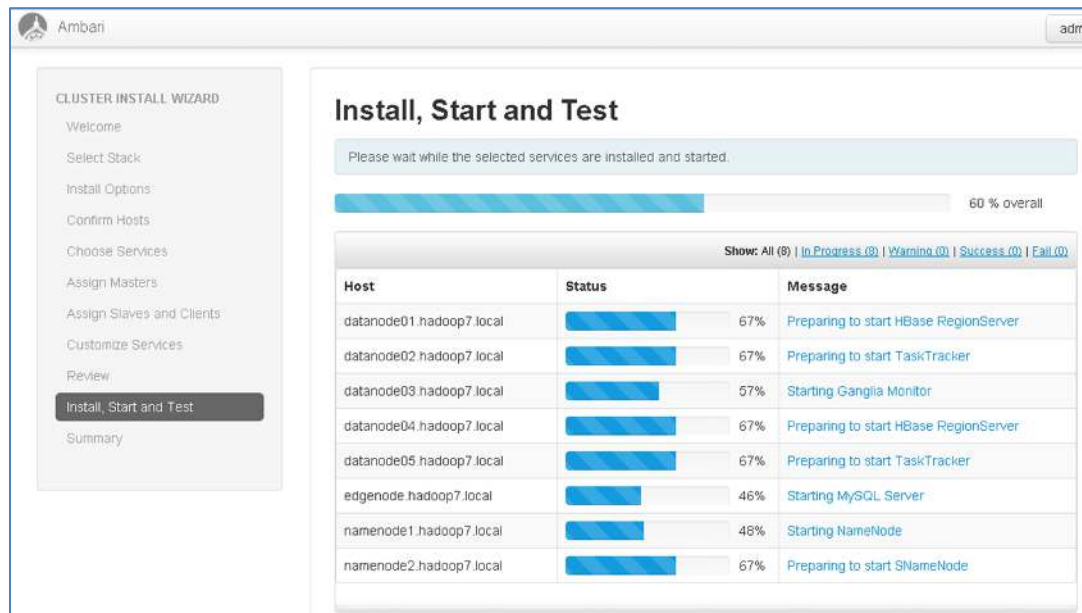 Ambari
CLUSTER INSTALL WIZARD
Welcome
Select Stack
Install Options
Confirm Hosts
Choose Services
Assign Masters
Assign Slaves and Clients
Customize Services
Review
Install, Start and Test
Summary
Install, Start and Test
Please wait while the selected services are installed and started.
60 % overall
Show: All (8) | In Progress (8) | Warning (0) | Success (0) | Fail (0)
Host Status Message
datanode01.hadoop7.local 67% Preparing to start HBase RegionServer
datanode02.hadoop7.local 67% Preparing to start TaskTracker
datanode03.hadoop7.local 57% Starting Ganglia Monitor
datanode04.hadoop7.local 67% Preparing to start HBase RegionServer
datanode05.hadoop7.local 67% Preparing to start TaskTracker
edgenode.hadoop7.local 46% Starting MySQL Server
namenode1.hadoop7.local 48% Starting NameNode
namenode2.hadoop7.local 67% Preparing to start SNameNode